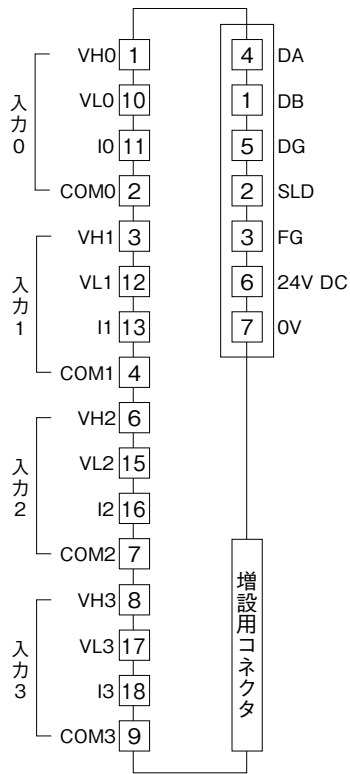 入力0
VH0 1
VL0 10
I0 11
COM0 2
入力1
VH1 3
VL1 12
I1 13
COM1 4
入力2
VH2 6
VL2 15
I2 16
COM2 7
入力3
VH3 8
VL3 17
I3 18
COM3 9
4 DA
1 DB
5 DG
2 SLD
3 FG
6 24V DC
7 0V
増設用コネクタ